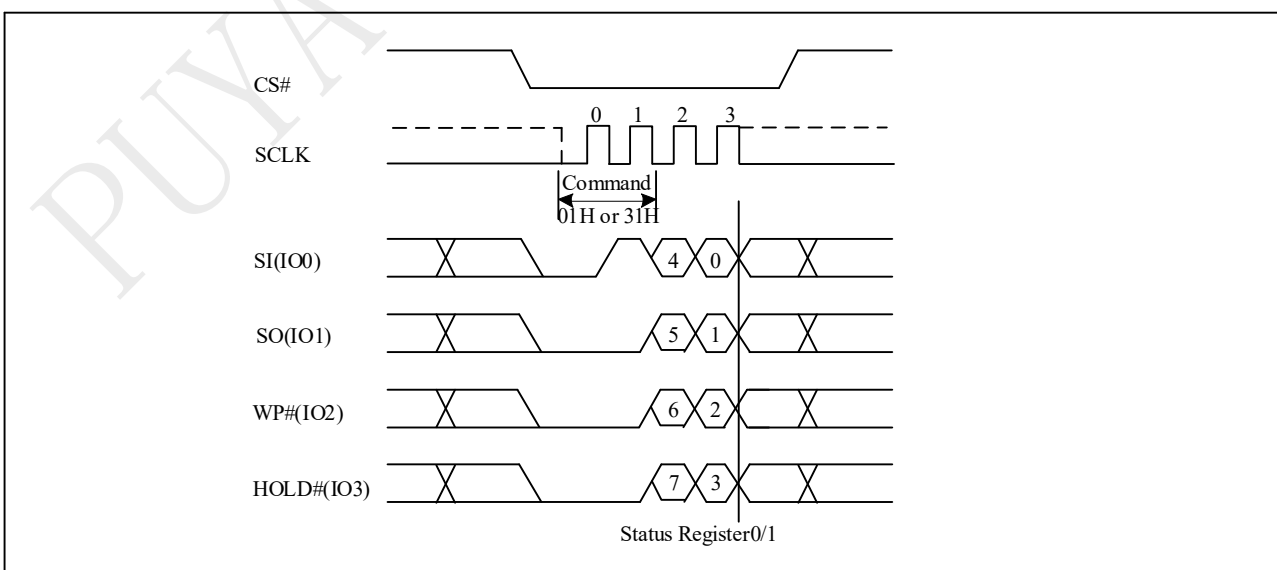 PUYA
CS#
0 1 2 3
SCLK
Command
01H or 31H
SI(IO0) 4 0
SO(IO1) 5 1
WP#(IO2) 6 2
HOLD#(IO3) 7 3
Status Register0/1